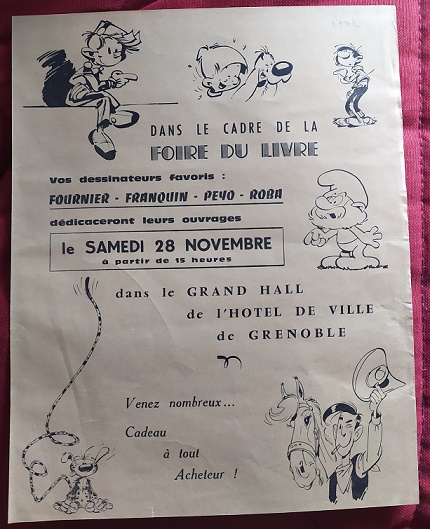 DANS LE CADRE DE LA
FOIRE DU LIVRE
Vos dessinateurs favoris :
FOURNIER - FRANQUIN - PEYO - ROBA
dédicaceront leurs ouvrages
le SAMEDI 28 NOVEMBRE
à partir de 15 heures
dans le GRAND HALL
de l'HOTEL DE VILLE
de GRENOBLE
Venez nombreux...
Cadeau
à tout
Acheteur !